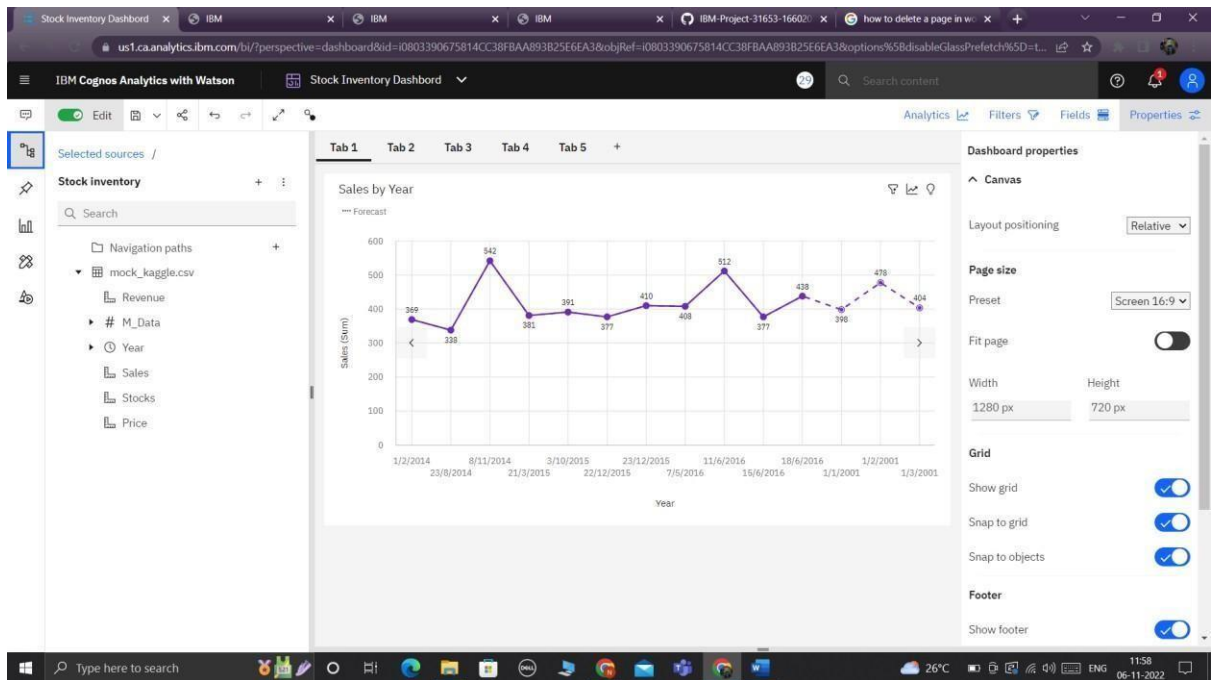 Stock Inventory Dashbord
IBM
IBM
IBM
IBM-Project-31653-166020
how to delete a page in wo
us1.ca.analytics.ibm.com/bi/?perspective=dashboard&id=i0803390675814CC38FBAA893B25E6EA3&objRef=i0803390675814CC38FBAA893B25E6EA3&options%5BdisableGlassPrefetch%5D=t...
IBM Cognos Analytics with Watson
Stock Inventory Dashbord
29
Search content
1
Edit
Analytics
Filters
Fields
Properties
Selected sources /
Stock inventory
Search
Navigation paths
mock_kaggle.csv
Revenue
# M_Data
Year
Sales
Stocks
Price
Tab 1 Tab 2 Tab 3 Tab 4 Tab 5 +
Sales by Year
Forecast
Sales (Sum)
600
500
400
300
200
100
0
369
338
542
381
391
377
410
408
512
377
438
398
478
404
1/2/2014 8/11/2014 3/10/2015 23/12/2015 11/6/2016 18/6/2016 1/2/2001
23/8/2014 21/3/2015 22/12/2015 7/5/2016 15/6/2016 1/1/2001 1/3/2001
Year
Dashboard properties
Canvas
Layout positioning Relative
Page size
Preset Screen 16:9
Fit page
Width Height
1280 px 720 px
Grid
Show grid
Snap to grid
Snap to objects
Footer
Show footer
Type here to search
DELL
26°C
ENG
11:58
06-11-2022